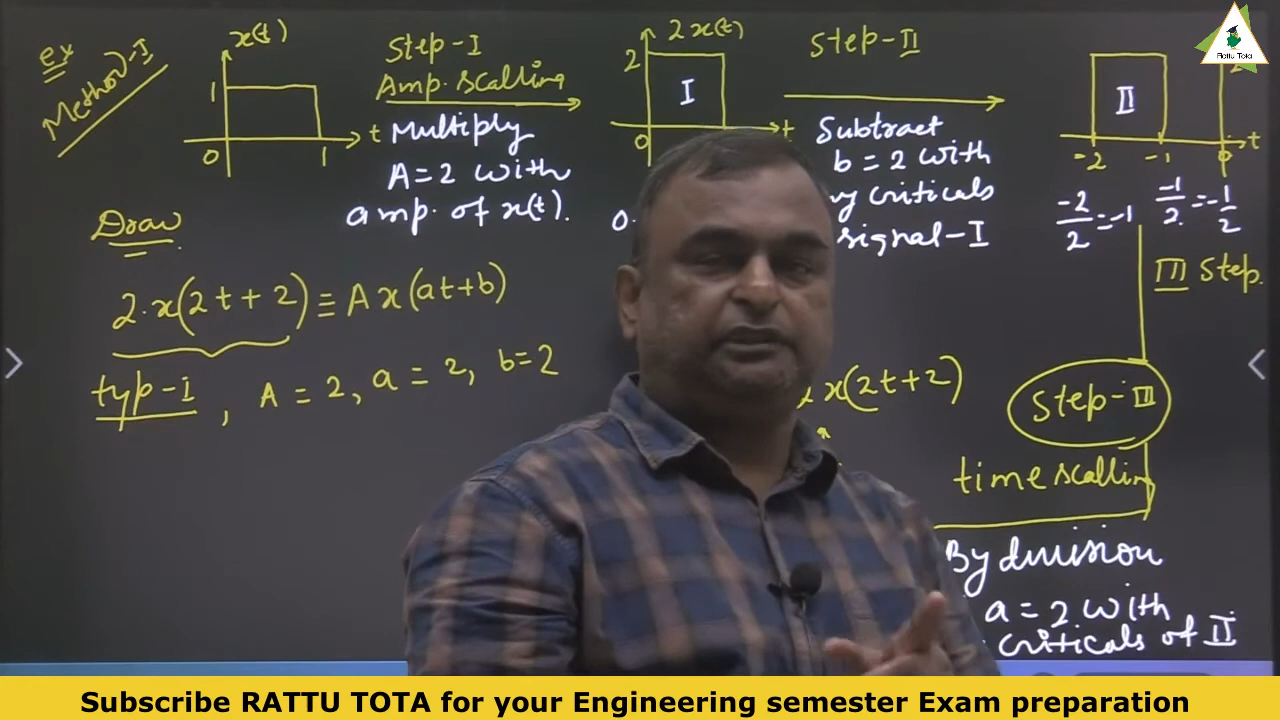 ex
Method-I
x(t)
1
0
1
t
Step-I
Amp. scalling
Multiply
A=2 with
amp. of x(t).
2x(t)
2
I
0
t
Step-II
Subtract
b=2 with
criticals
signal-I
II
-2
-1
0
t
-2/2=-1
-1/2=-1/2
III Step.
Draw
2.x(2t+2)≡Ax(at+b)
typ-I, A=2, a=2, b=2
x(2t+2)
Step-III
time scalling
By division
a=2 with
criticals of II
Rattu Tota
Subscribe RATTU TOTA for your Engineering semester Exam preparation